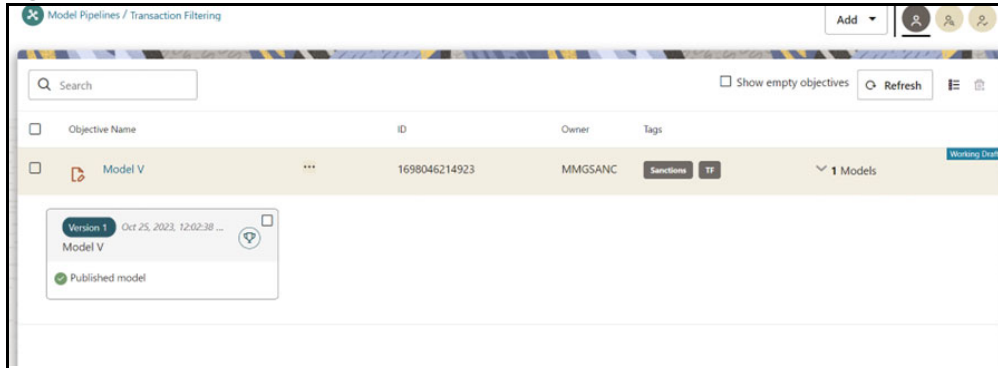 Model Pipelines / Transaction Filtering
Add
Search
Show empty objectives
Refresh
Objective Name ID Owner Tags
Working Draft
Model V ... 1698046214923 MMGSANC Sanctions TF 1 Models
Version 1 Oct 25, 2023, 12:02:38 ...
Model V
Published model